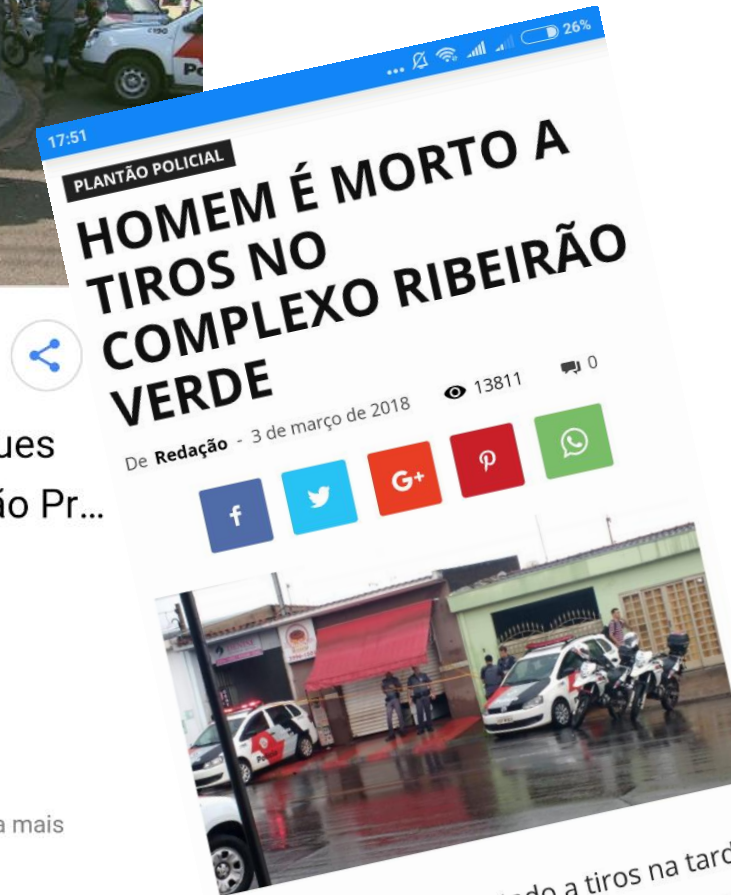 17:51
26%
PLANTÃO POLICIAL
HOMEM É MORTO A
TIROS NO
COMPLEXO RIBEIRÃO
VERDE
De Redação - 3 de março de 2018
13811
0
f
G+
a tiros na tard
ues
ão Pr...
a mais